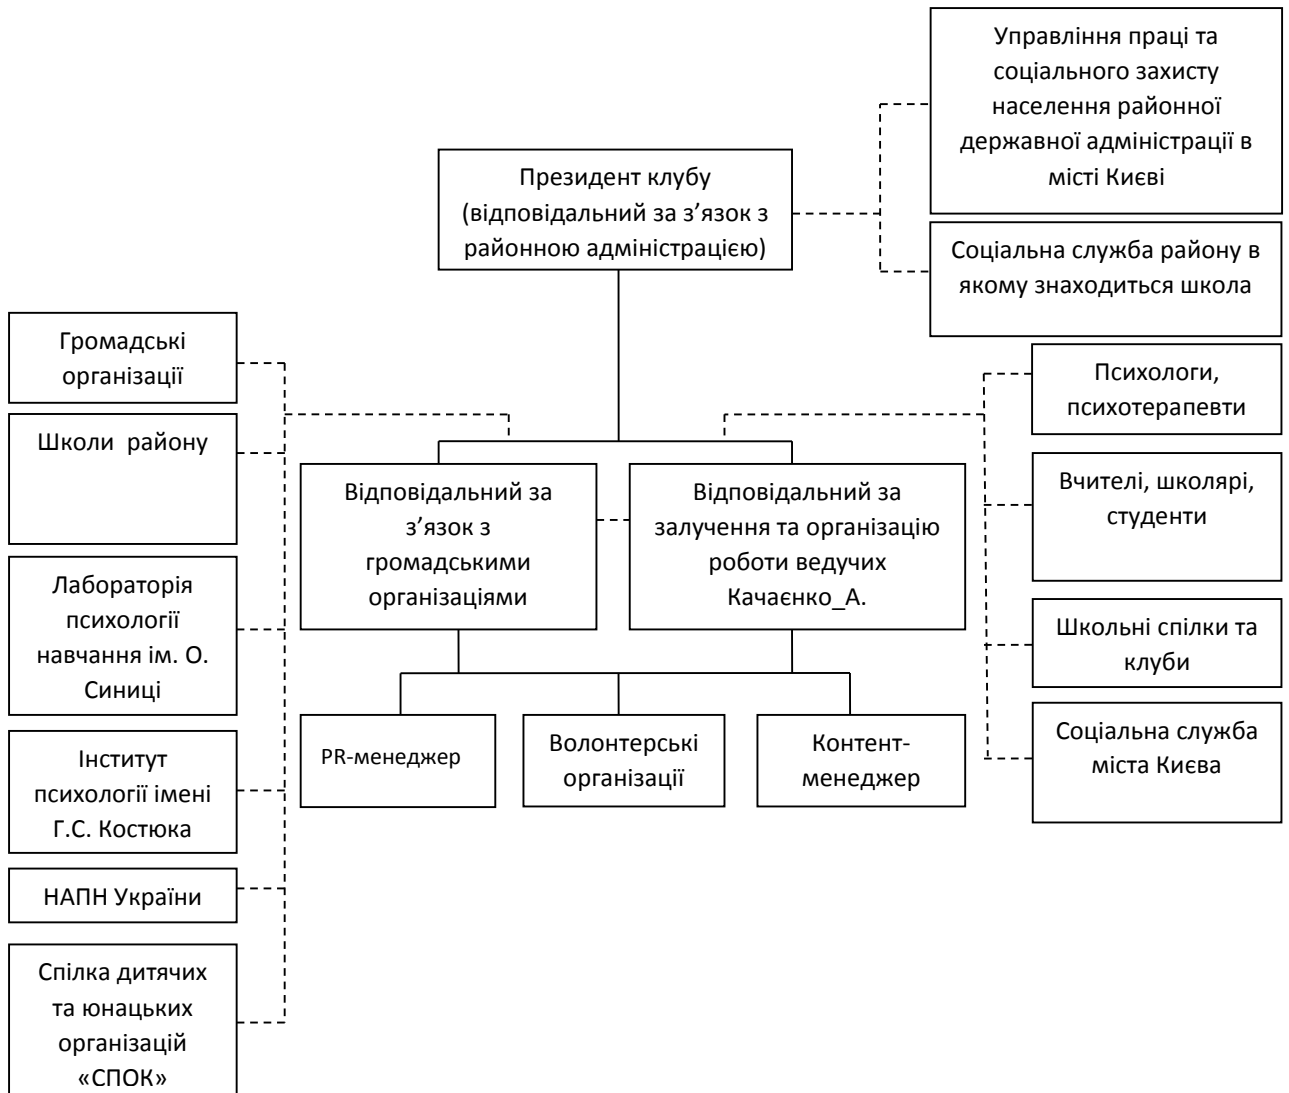 Управління праці та
соціального захисту
населення районної
державної адміністрації в
місті Києві
Президент клубу
(відповідальний за з’язок з
районною адміністрацією)
Соціальна служба району в
якому знаходиться школа
Громадські
організації
Психологи,
психотерапевти
Школи району
Відповідальний за
з’язок з
громадськими
організаціями
Відповідальний за
залучення та організацію
роботи ведучих
Качаєнко_А.
Вчителі, школярі,
студенти
Лабораторія
психології
навчання ім. О.
Синиці
Школьні спілки та
клуби
PR-менеджер
Волонтерські
організації
Контент-
менеджер
Соціальна служба
міста Києва
Інститут
психології імені
Г.С. Костюка
НАПН України
Спілка дитячих
та юнацьких
організацій
«СПОК»